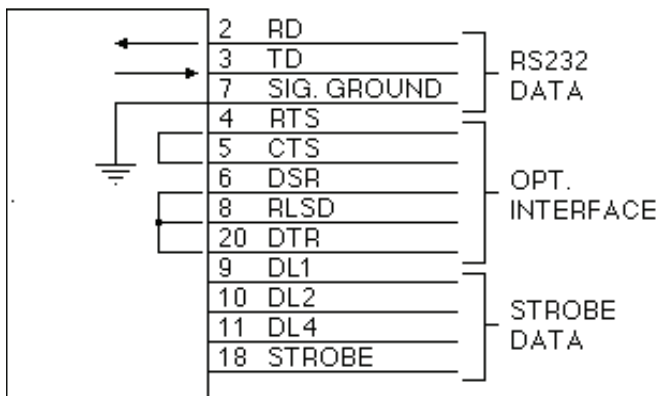 2 RD
3 TD
7 SIG. GROUND
4 RTS
5 CTS
6 DSR
8 RLSD
20 DTR
9 DL1
10 DL2
11 DL4
18 STROBE
RS232
DATA
OPT.
INTERFACE
STROBE
DATA